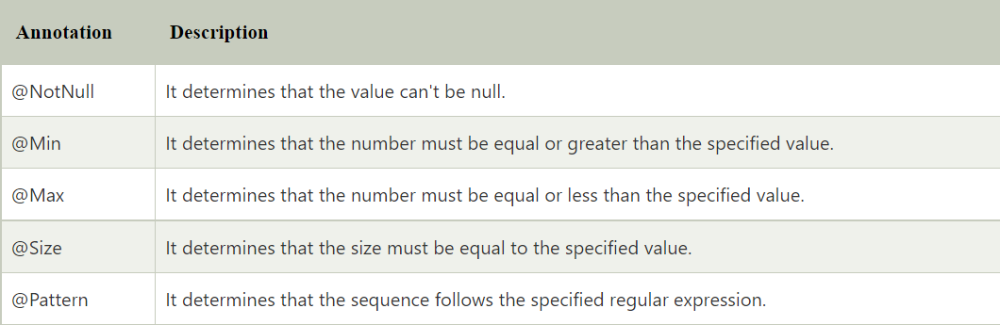 Annotation Description
@NotNull It determines that the value can't be null.
@Min It determines that the number must be equal or greater than the specified value.
@Max It determines that the number must be equal or less than the specified value.
@Size It determines that the size must be equal to the specified value.
@Pattern It determines that the sequence follows the specified regular expression.